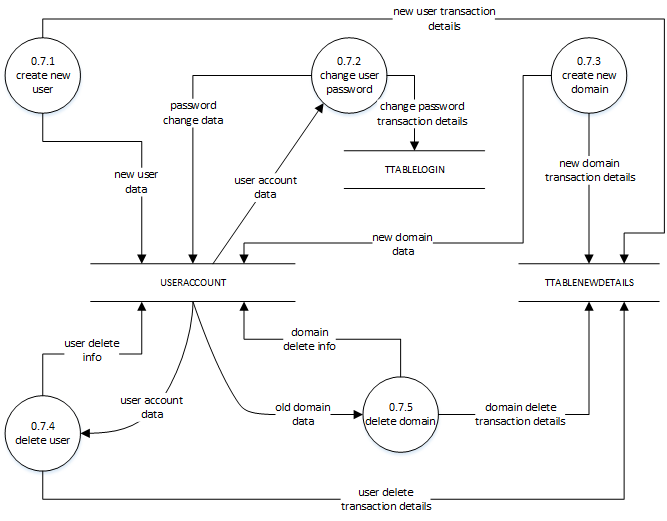 new user transaction
details
0.7.1
create new
user
0.7.2
change user
password
0.7.3
create new
domain
password
change data
change password
transaction details
new user
data
user account
data
TTABLELOGIN
new domain
transaction details
new domain
data
USERACCOUNT
TTABLENEWDETAILS
user delete
info
domain
delete info
user account
data
old domain
data
0.7.4
delete user
0.7.5
delete domain
domain delete
transaction details
user delete
transaction details